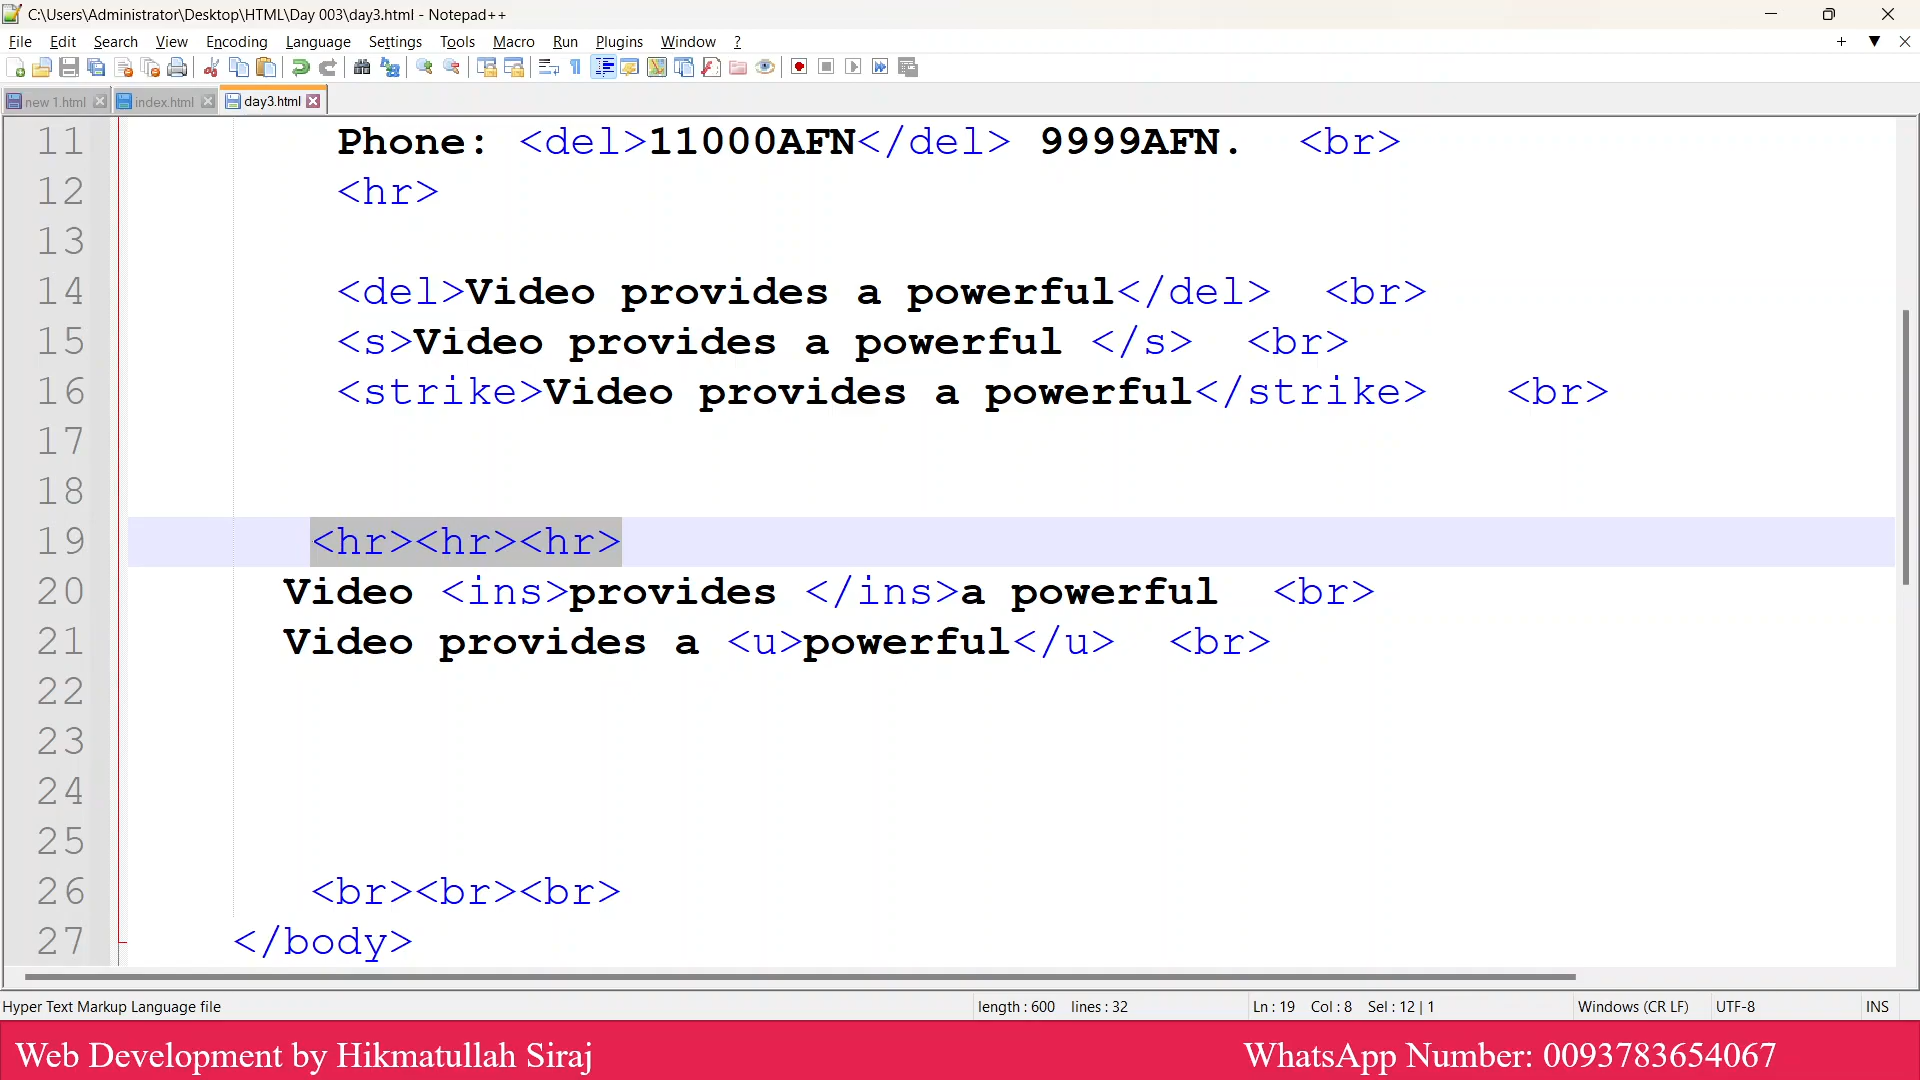 C:\Users\Administrator\Desktop\HTML\Day 003\day3.html - Notepad++
File Edit Search View Encoding Language Settings Tools Macro Run Plugins Window ?
new 1.html index.html day3.html
11 Phone: <del>11000AFN</del> 9999AFN. <br>
12 <hr>
13
14 <del>Video provides a powerful</del> <br>
15 <s>Video provides a powerful </s> <br>
16 <strike>Video provides a powerful</strike> <br>
17
18
19 <hr><hr><hr>
20 Video <ins>provides </ins>a powerful <br>
21 Video provides a <u>powerful</u> <br>
22
23
24
25
26 <br><br><br>
27 </body>
Hyper Text Markup Language file length : 600 lines : 32 Ln : 19 Col : 8 Sel : 12 | 1 Windows (CR LF) UTF-8 INS
Web Development by Hikmatullah Siraj WhatsApp Number: 0093783654067